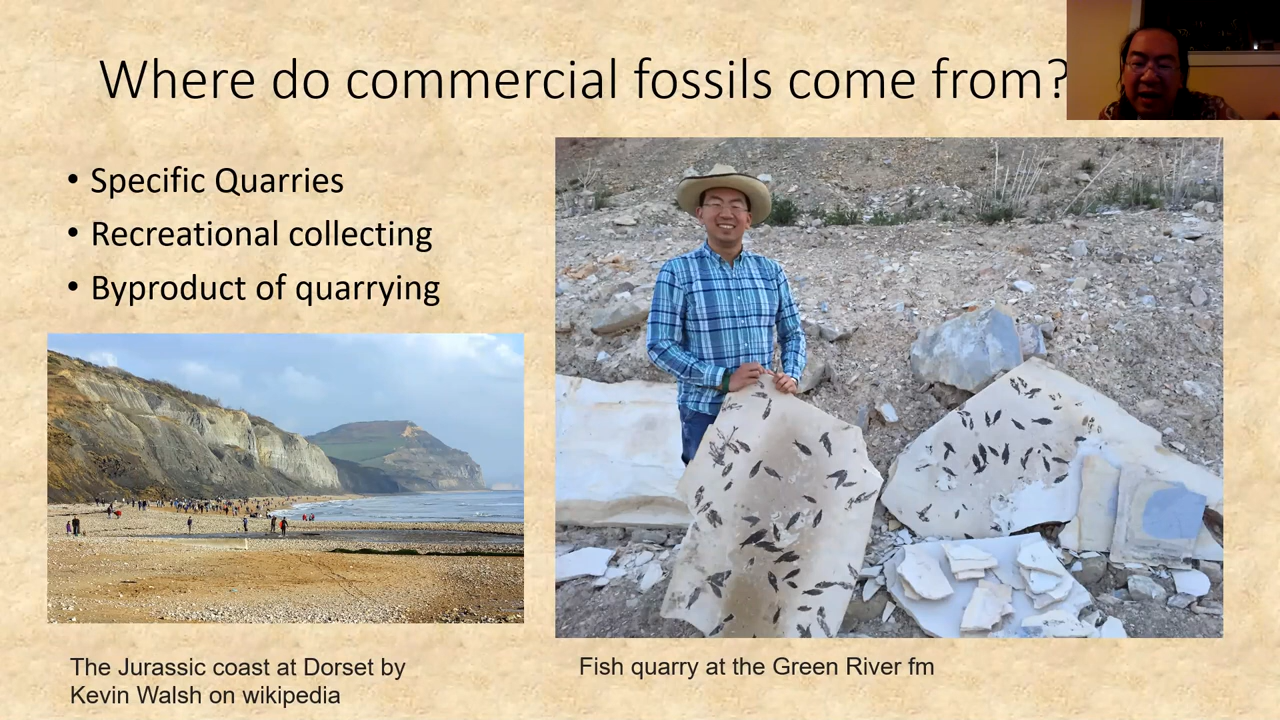 Where do commercial fossils come from?
• Specific Quarries
• Recreational collecting
• Byproduct of quarrying
The Jurassic coast at Dorset by
Kevin Walsh on wikipedia
Fish quarry at the Green River fm